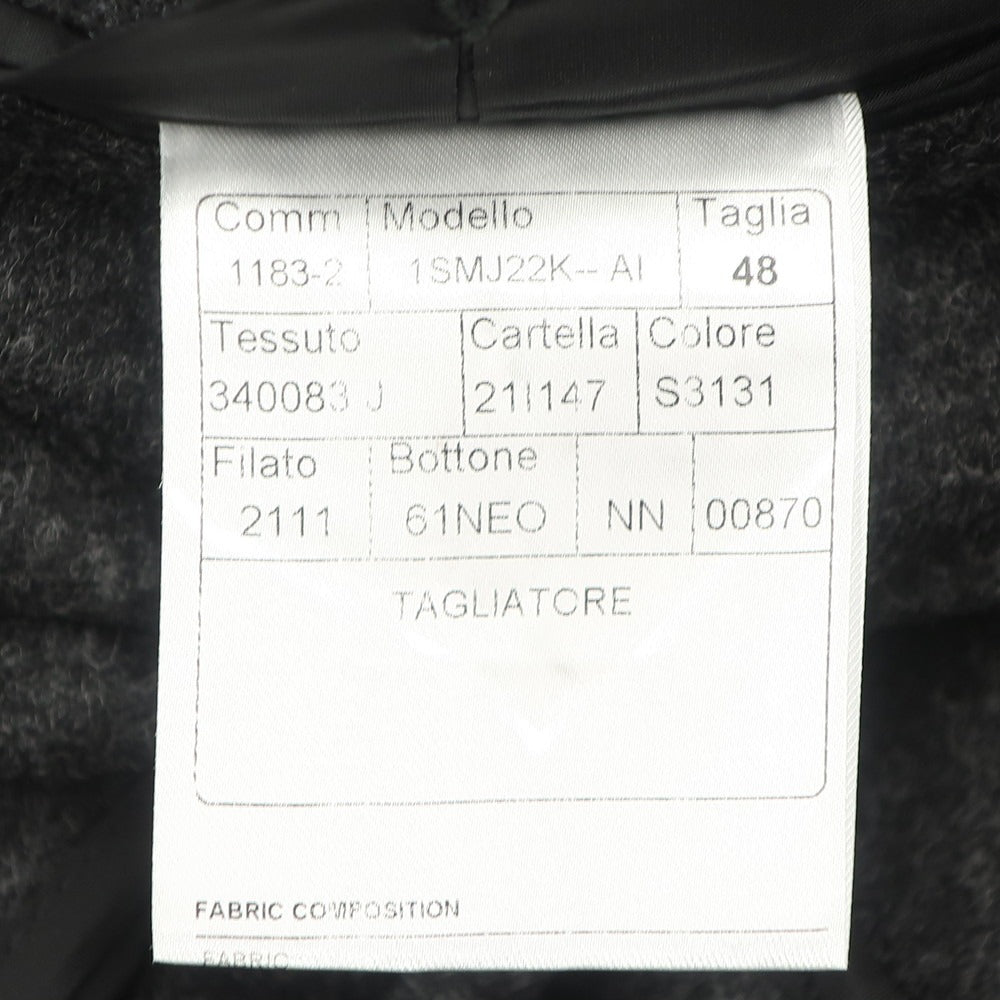 Comm Modello Taglia
1183-2 1SMJ22K-- AI 48
Tessuto Cartella Colore
340083 J 21I147 S3131
Filato Bottone
2111 61NEO NN 00870
TAGLIATORE
FABRIC COMPOSITION
FABRIC